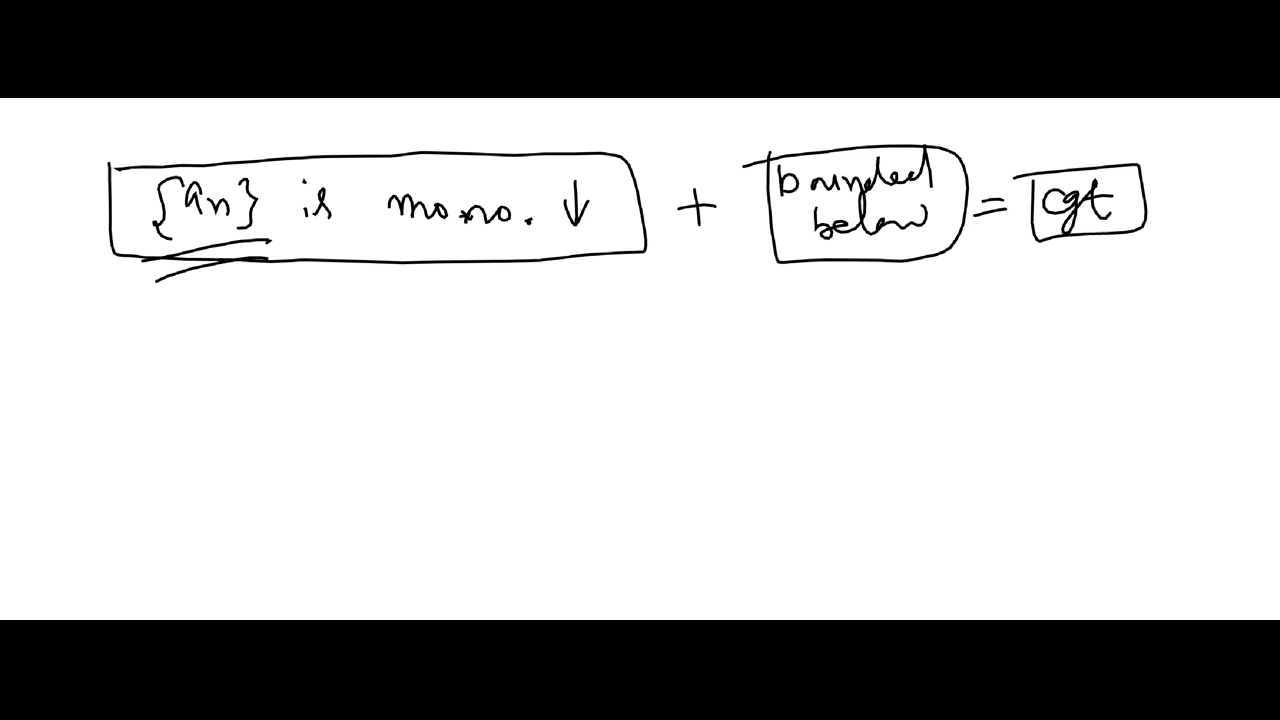 {an} is mono. ↓ + bounded below = cgt